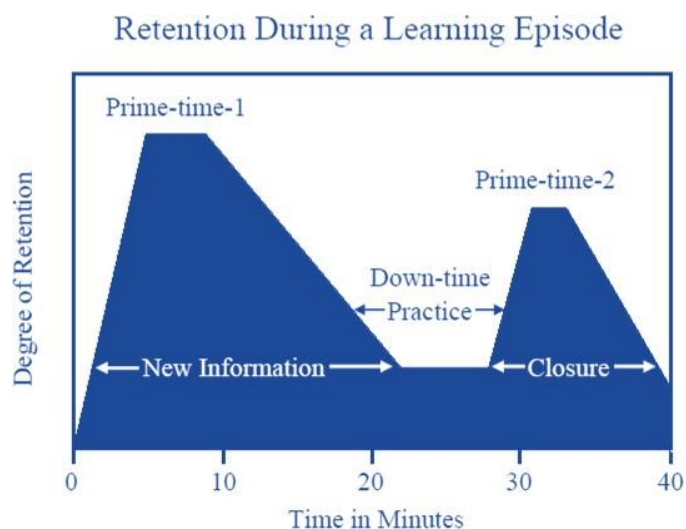 Retention During a Learning Episode
Prime-time-1
Prime-time-2
Degree of Retention
Down-time
Practice
New Information
Closure
0
10
20
30
40
Time in Minutes